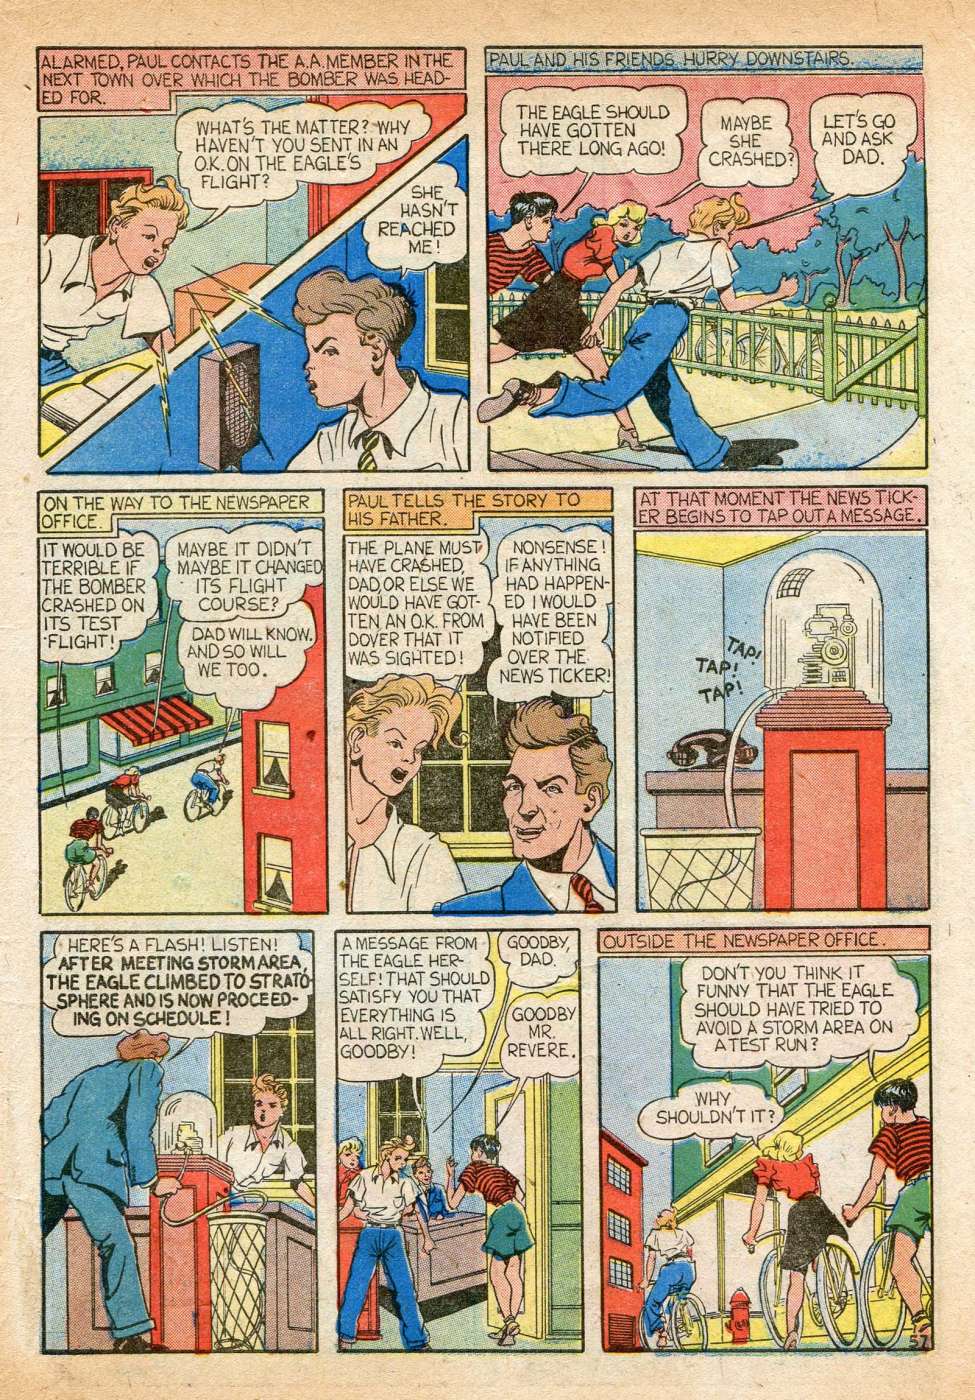 ALARMED, PAUL CONTACTS THE A.A. MEMBER IN THE
NEXT TOWN OVER WHICH THE BOMBER WAS HEAD-
ED FOR.
WHAT'S THE MATTER? WHY
HAVEN'T YOU SENT IN AN
O.K. ON THE EAGLE'S
FLIGHT?
SHE
HASN'T
REACHED
ME!
PAUL AND HIS FRIENDS HURRY DOWNSTAIRS.
THE EAGLE SHOULD
HAVE GOTTEN
THERE LONG AGO!
MAYBE
SHE
CRASHED?
LET'S GO
AND ASK
DAD.
ON THE WAY TO THE NEWSPAPER
OFFICE.
IT WOULD BE
TERRIBLE IF
THE BOMBER
CRASHED ON
ITS TEST
FLIGHT!
MAYBE IT DIDN'T
MAYBE IT CHANGED
ITS FLIGHT
COURSE?
DAD WILL KNOW.
AND SO WILL
WE TOO.
PAUL TELLS THE STORY TO
HIS FATHER.
THE PLANE MUST
HAVE CRASHED,
DAD, OR ELSE WE
WOULD HAVE GOT-
TEN AN O.K. FROM
DOVER THAT IT
WAS SIGHTED!
NONSENSE!
IF ANYTHING
HAD HAPPEN-
ED I WOULD
HAVE BEEN
NOTIFIED
OVER THE
NEWS TICKER!
AT THAT MOMENT THE NEWS TICK-
ER BEGINS TO TAP OUT A MESSAGE.
TAP!
TAP!
TAP!
HERE'S A FLASH! LISTEN!
AFTER MEETING STORM AREA,
THE EAGLE CLIMBED TO STRATO
SPHERE AND IS NOW PROCEED-
ING ON SCHEDULE!
A MESSAGE FROM
THE EAGLE HER-
SELF! THAT SHOULD
SATISFY YOU THAT
EVERYTHING IS
ALL RIGHT. WELL,
GOODBY!
GOODBY,
DAD.
GOODBY
MR.
REVERE.
OUTSIDE THE NEWSPAPER OFFICE.
DON'T YOU THINK IT
FUNNY THAT THE EAGLE
SHOULD HAVE TRIED TO
AVOID A STORM AREA ON
A TEST RUN?
WHY
SHOULDN'T IT?
57